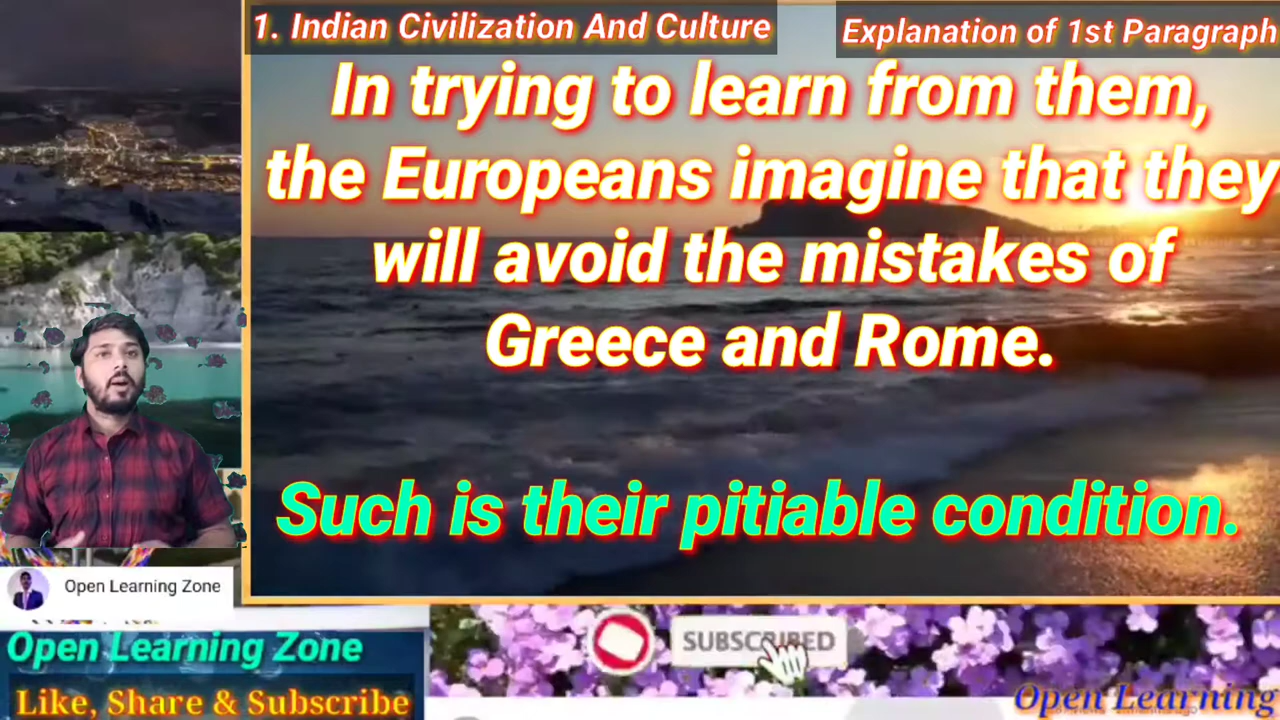 1. Indian Civilization And Culture
Explanation of 1st Paragraph
In trying to learn from them,
the Europeans imagine that they
will avoid the mistakes of
Greece and Rome.
Such is their pitiable condition.
Open Learning Zone
Open Learning Zone
Like, Share & Subscribe
SUBSCRIBED
Open Learning